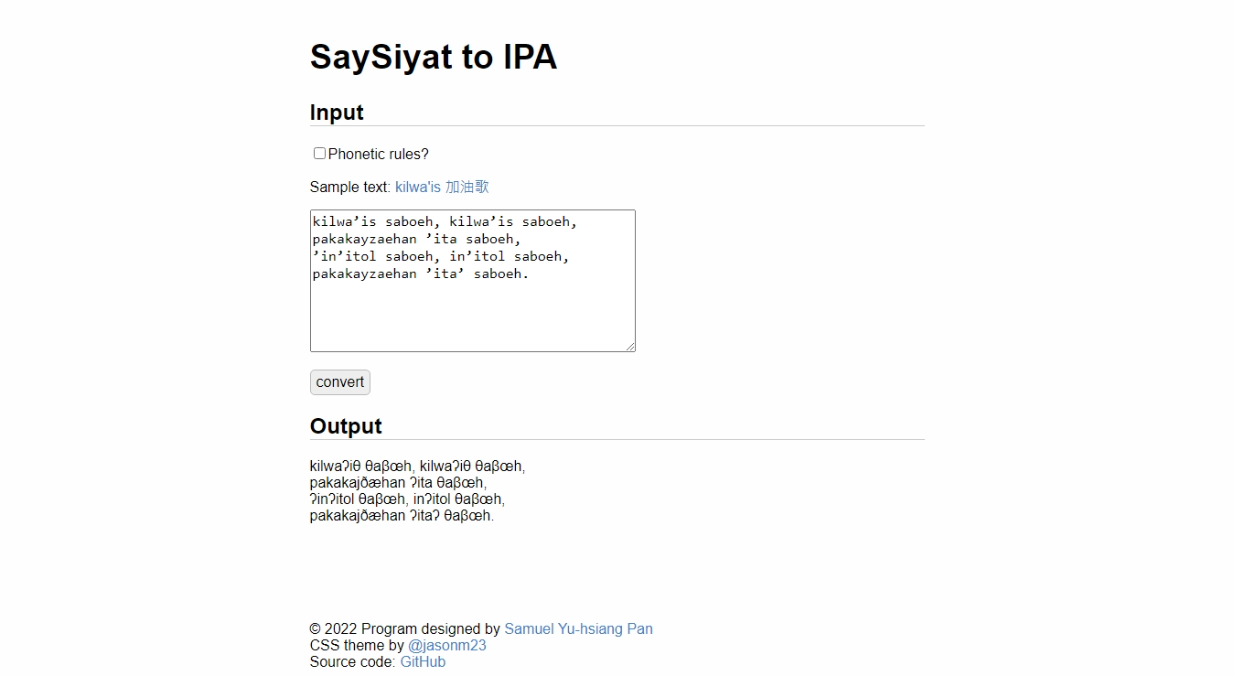 SaySiyat to IPA
Input
Phonetic rules?
Sample text: kilwa'is 加油歌
kilwa’is saboeh, kilwa’is saboeh,
pakakayzaehan ’ita saboeh,
’in’itol saboeh, in’itol saboeh,
pakakayzaehan ’ita’ saboeh.
convert
Output
kilwaʔiθ θaβœh, kilwaʔiθ θaβœh,
pakakajðæhan ʔita θaβœh,
ʔinʔitol θaβœh, inʔitol θaβœh,
pakakajðæhan ʔitaʔ θaβœh.
© 2022 Program designed by Samuel Yu-hsiang Pan
CSS theme by @jasonm23
Source code: GitHub